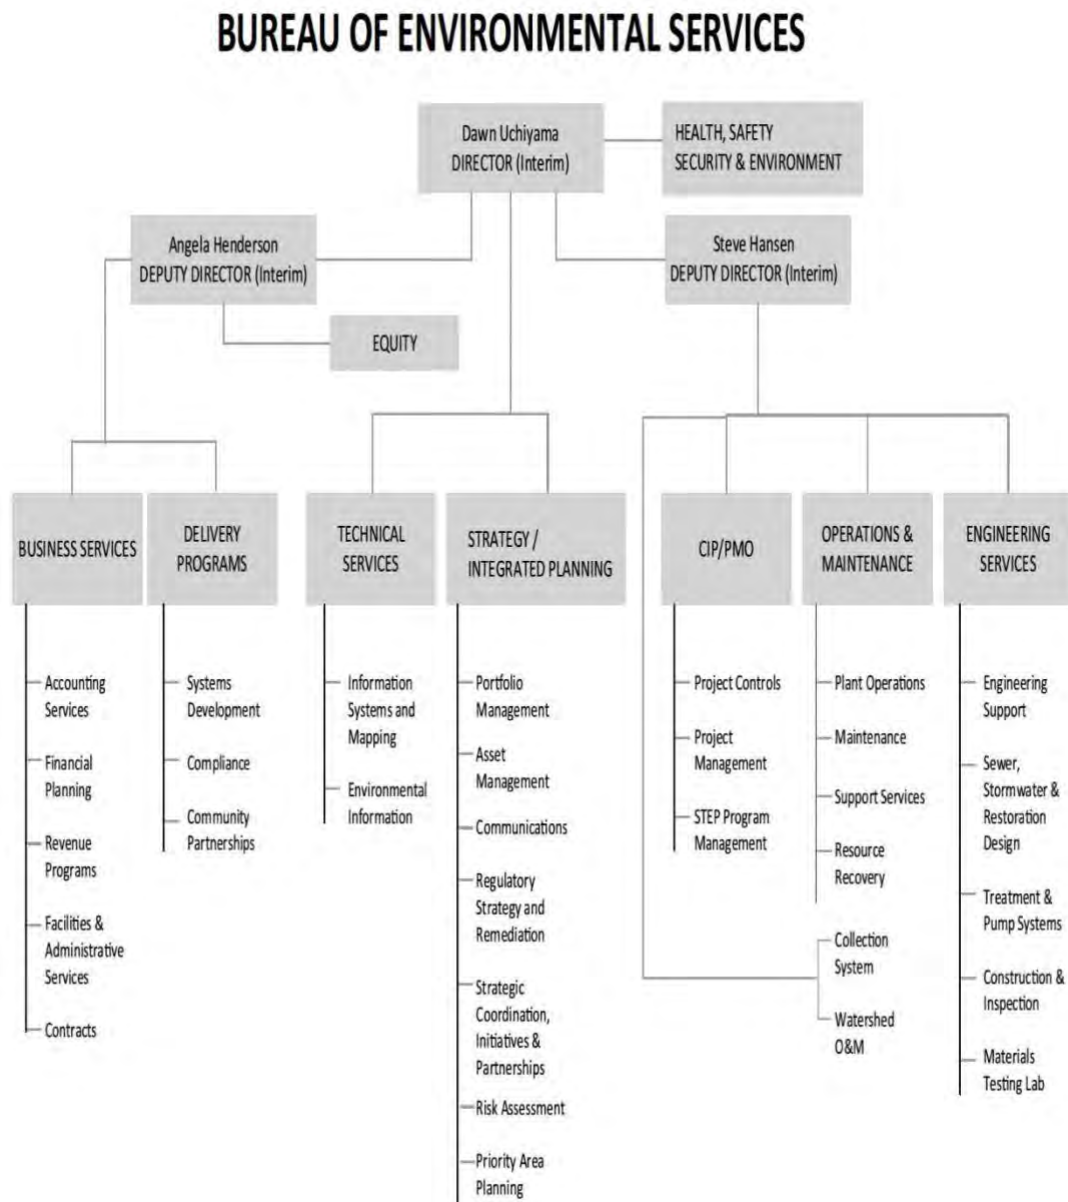 BUREAU OF ENVIRONMENTAL SERVICES
Dawn Uchiyama
DIRECTOR (Interim)
HEALTH, SAFETY
SECURITY & ENVIRONMENT
Angela Henderson
DEPUTY DIRECTOR (Interim)
Steve Hansen
DEPUTY DIRECTOR (Interim)
EQUITY
BUSINESS SERVICES
DELIVERY
PROGRAMS
TECHNICAL
SERVICES
STRATEGY /
INTEGRATED PLANNING
CIP/PMO
OPERATIONS &
MAINTENANCE
ENGINEERING
SERVICES
Accounting
Services
Financial
Planning
Revenue
Programs
Facilities &
Administrative
Services
Contracts
Systems
Development
Compliance
Community
Partnerships
Information
Systems and
Mapping
Environmental
Information
Portfolio
Management
Asset
Management
Communications
Regulatory
Strategy and
Remediation
Strategic
Coordination,
Initiatives &
Partnerships
Risk Assessment
Priority Area
Planning
Project Controls
Project
Management
STEP Program
Management
Plant Operations
Maintenance
Support Services
Resource
Recovery
Collection
System
Watershed
O&M
Engineering
Support
Sewer,
Stormwater &
Restoration
Design
Treatment &
Pump Systems
Construction &
Inspection
Materials
Testing Lab